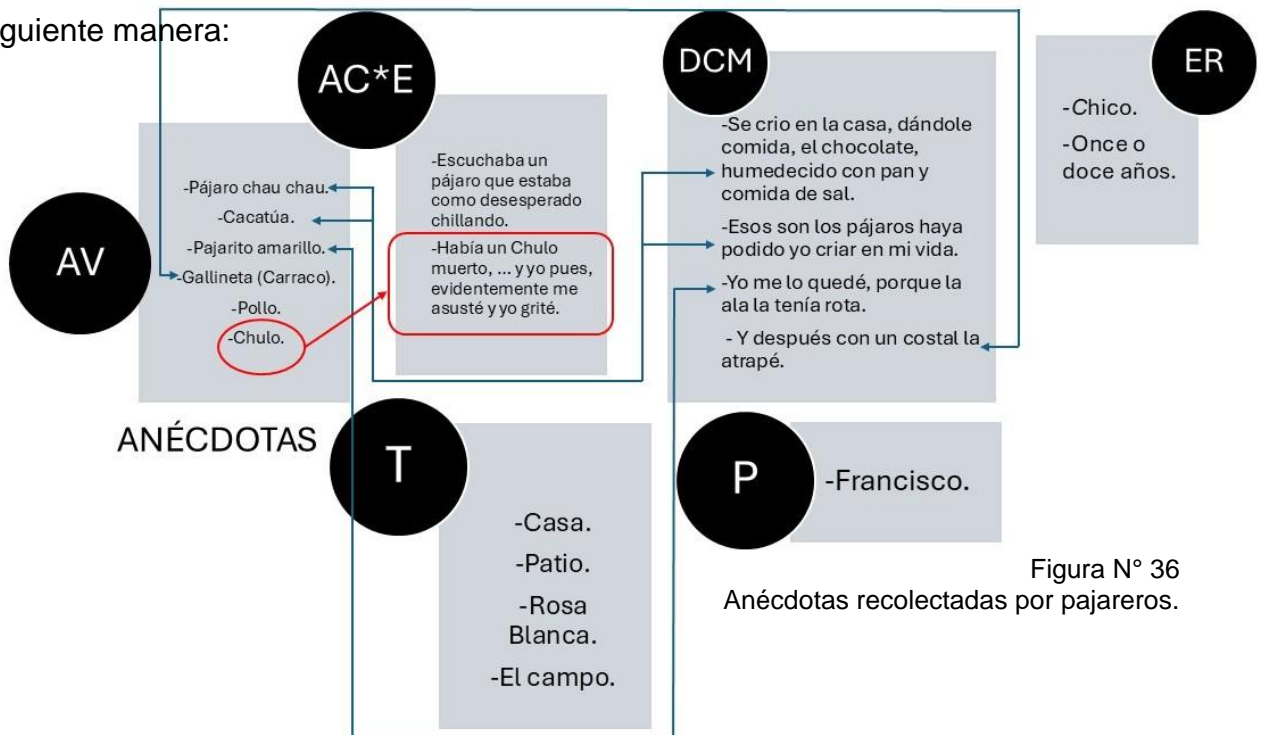 guiente manera:
AV
-Pájaro chau chau.
-Cacatúa.
-Pajarito amarillo.
-Gallineta (Carraco).
-Pollo.
-Chulo.
AC*E
-Escuchaba un
pájaro que estaba
como desesperado
chillando.
-Había un Chulo
muerto, ... y yo pues,
evidentemente me
asusté y yo grité.
DCM
-Se crio en la casa, dándole
comida, el chocolate,
humedecido con pan y
comida de sal.
-Esos son los pájaros haya
podido yo criar en mi vida.
-Yo me lo quedé, porque la
ala la tenía rota.
- Y después con un costal la
atrapé.
ER
-Chico.
-Once o
doce años.
ANÉCDOTAS
T
-Casa.
-Patio.
-Rosa
Blanca.
-El campo.
P
-Francisco.
Figura N° 36
Anécdotas recolectadas por pajareros.